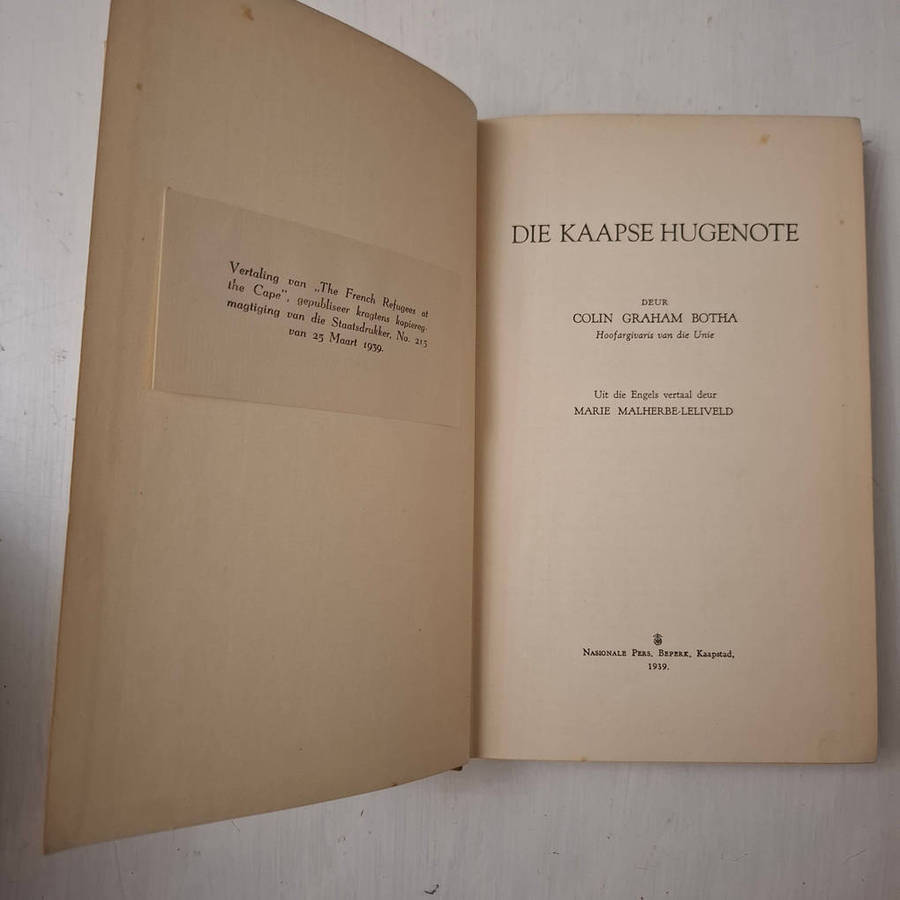 Vertaling van „The French Refugees at
the Cape”, gepubliseer kragtens kopiereg-
magtiging van die Staatsdrukker, No. 215
van 25 Maart 1939.
DIE KAAPSE HUGENOTE
DEUR
COLIN GRAHAM BOTHA
Hoofargivaris van die Unie
Uit die Engels vertaal deur
MARIE MALHERBE-LELIVELD
NASIONALE PERS, BEPERK, Kaapstad,
1939.